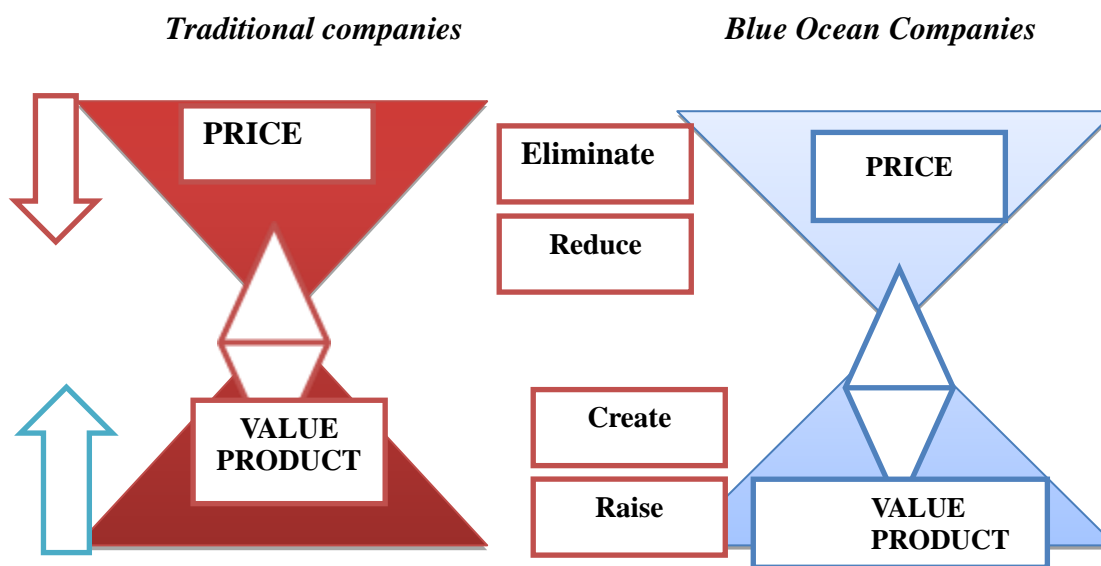 Traditional companies
Blue Ocean Companies
PRICE
Eliminate
Reduce
PRICE
VALUE
PRODUCT
Create
Raise
VALUE
PRODUCT